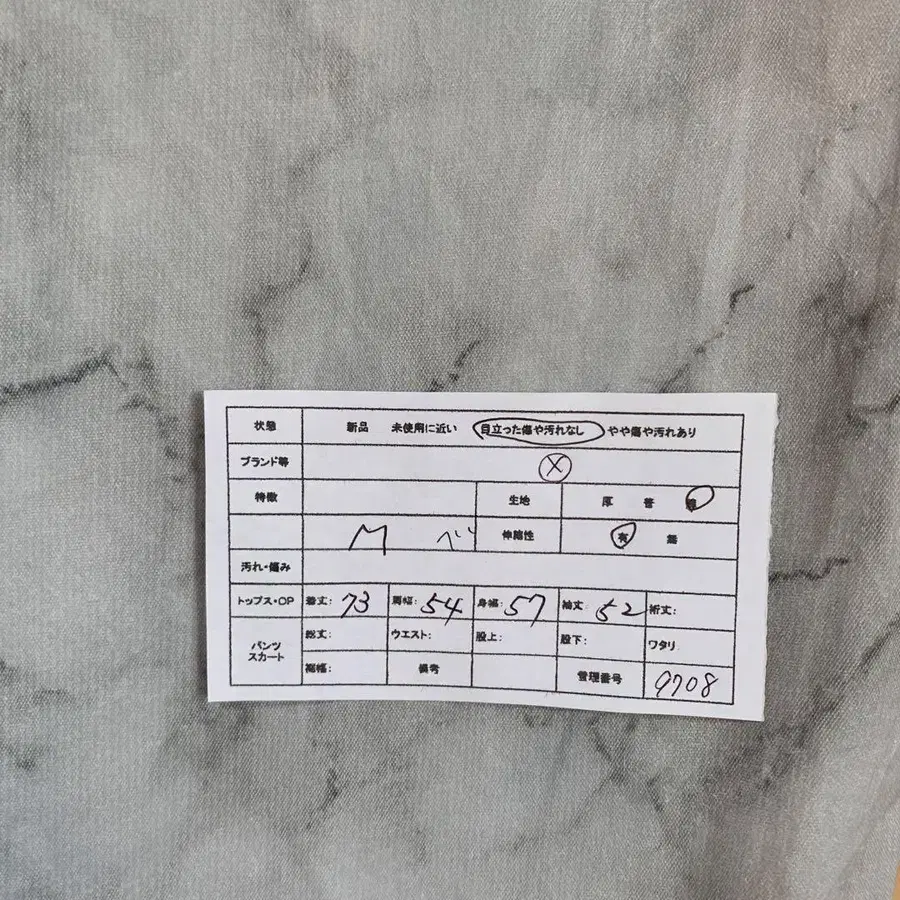 状態 新品 未使用に近い 目立った傷や汚れなし やや傷や汚れあり
ブランド等
特徴 生地 厚 普
M ベ 伸縮性 有 無
汚れ・傷み
トップス・OP 着丈: 73 肩幅: 54 身幅: 57 袖丈: 52 裄丈:
パンツ スカート 総丈: ウエスト: 股上: 股下: ワタリ
裾幅: 備考 管理番号 9708